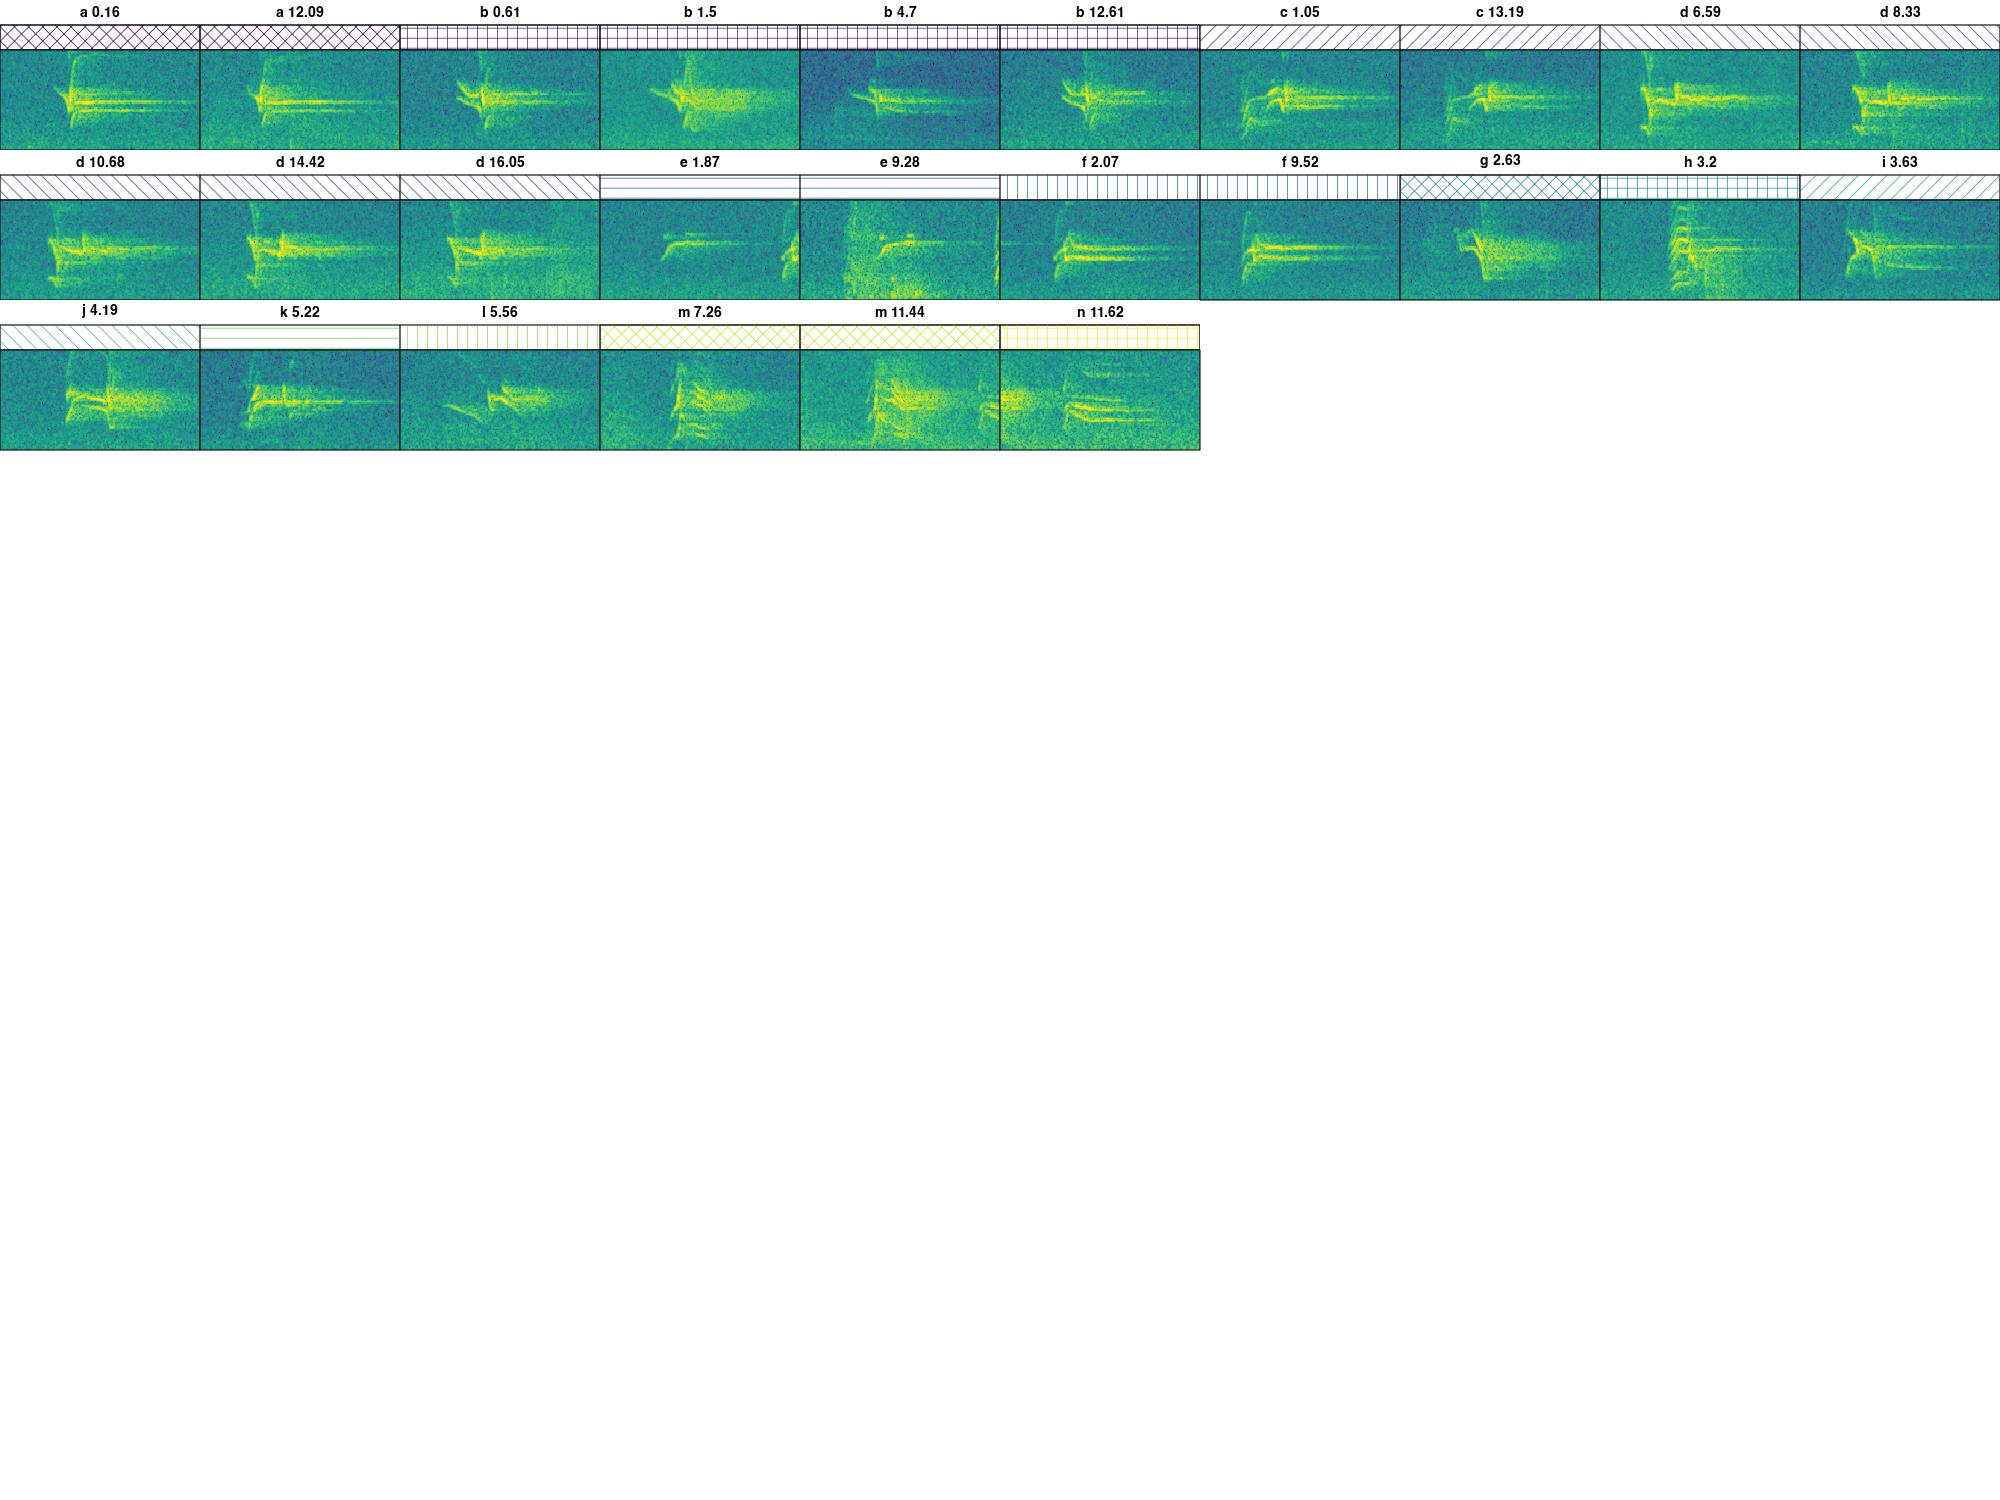 a 0.16 a 12.09 b 0.61 b 1.5 b 4.7 b 12.61 c 1.05 c 13.19 d 6.59 d 8.33
d 10.68 d 14.42 d 16.05 e 1.87 e 9.28 f 2.07 f 9.52 g 2.63 h 3.2 i 3.63
j 4.19 k 5.22 l 5.56 m 7.26 m 11.44 n 11.62